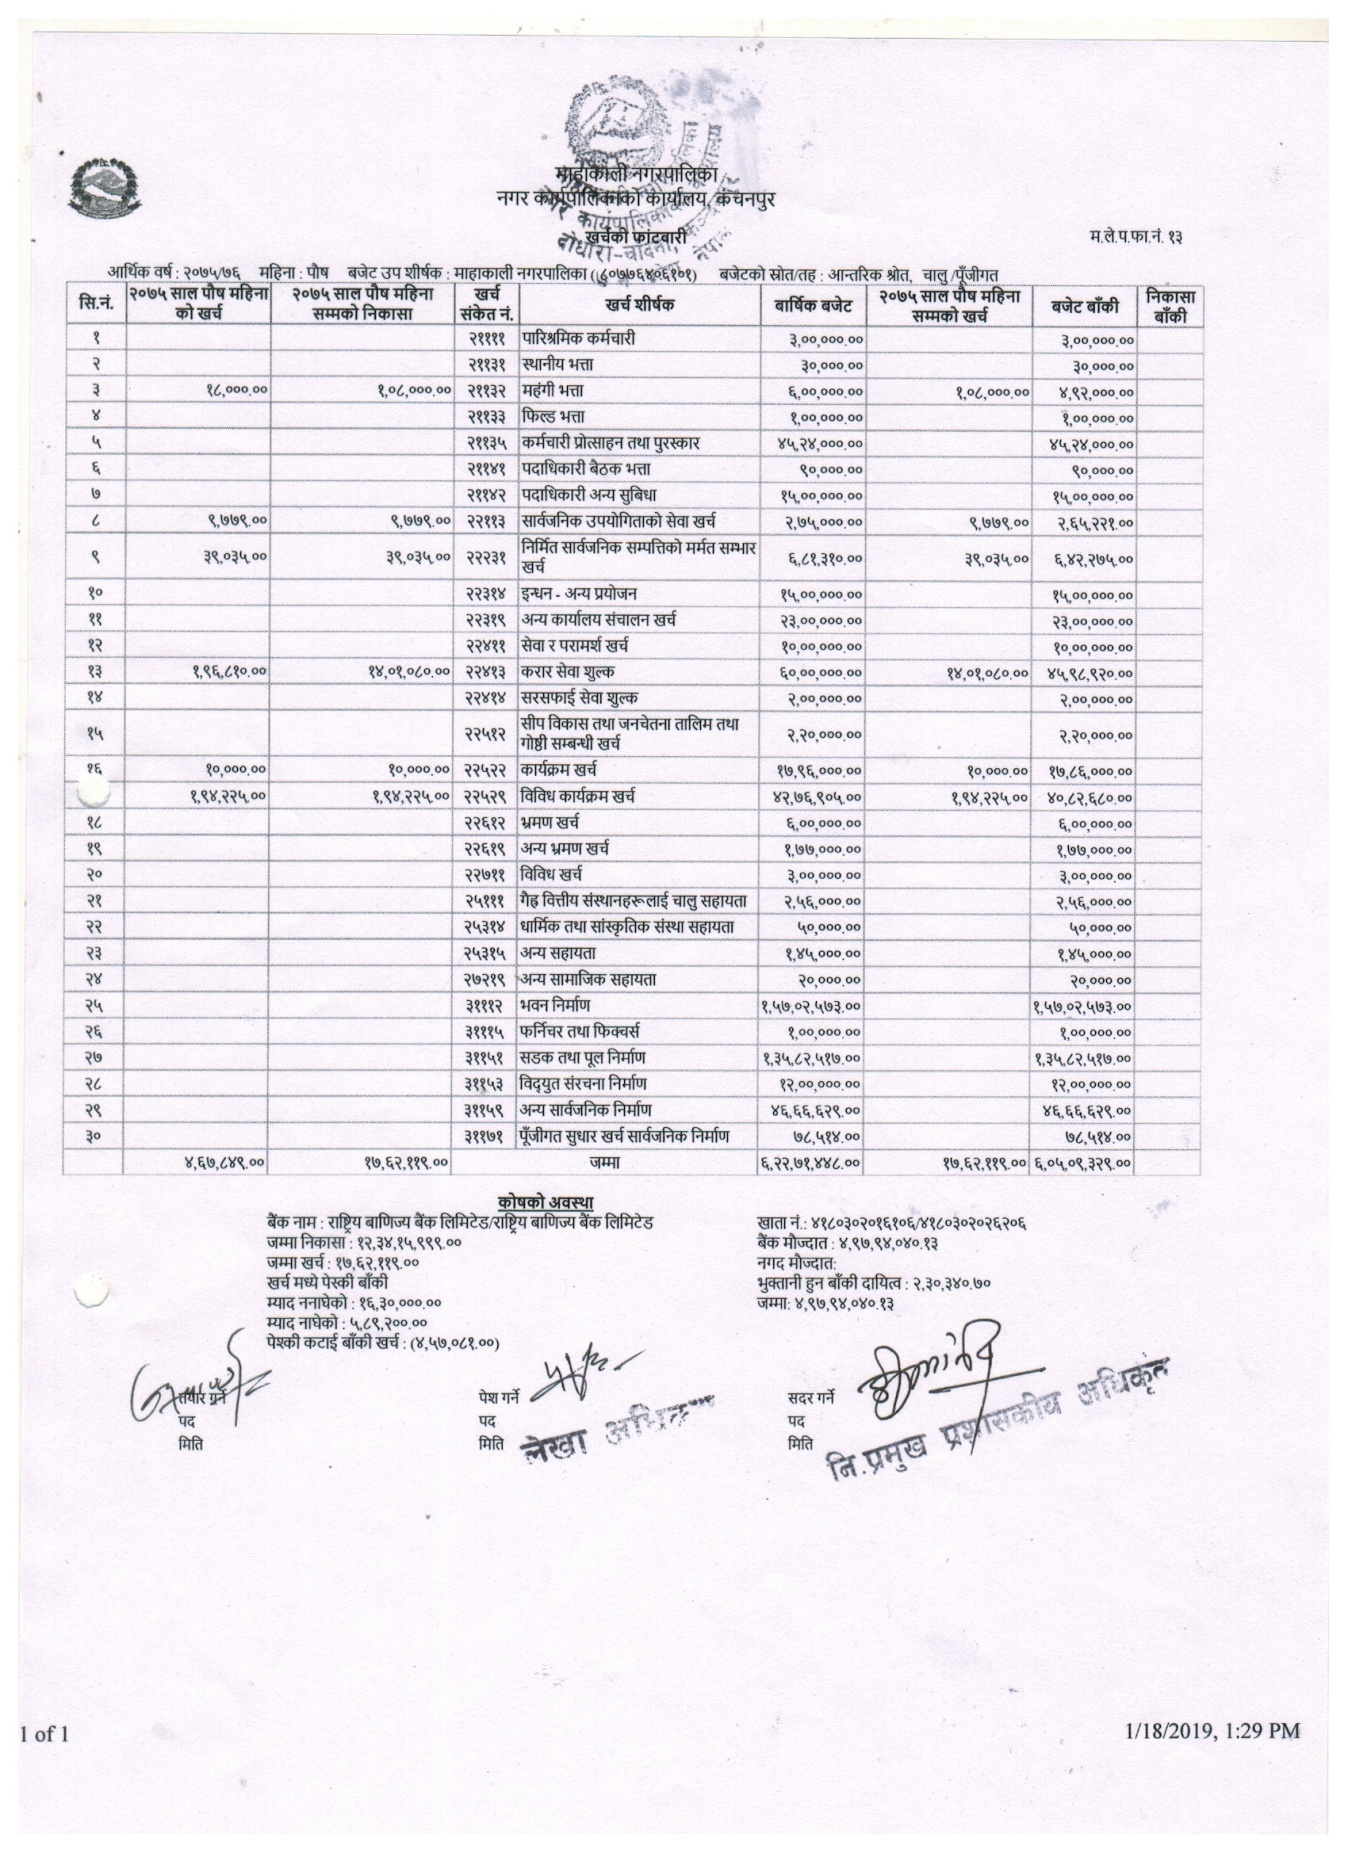 माहाकाली नगरपालिका
नगर कार्यपालिकाको कार्यालय, कंचनपुर
खर्चको फांटवारी
म.ले.प.फा.नं. १३
आर्थिक वर्ष : २०७५/७६ महिना : पौष बजेट उप शीर्षक : माहाकाली नगरपालिका (८०७७६४०६१०१) बजेटको स्रोत/तह : आन्तरिक श्रोत, चालु /पूँजीगत
सि.नं. २०७५ साल पौष महिना को खर्च २०७५ साल पौष महिना सम्मको निकासा खर्च संकेत नं. खर्च शीर्षक बार्षिक बजेट २०७५ साल पौष महिना सम्मको खर्च बजेट बाँकी निकासा बाँकी
१ २११११ पारिश्रमिक कर्मचारी ३,००,०००.०० ३,००,०००.००
२ २११३१ स्थानीय भत्ता ३०,०००.०० ३०,०००.००
३ १८,०००.०० १,०८,०००.०० २११३२ महंगी भत्ता ६,००,०००.०० १,०८,०००.०० ४,९२,०००.००
४ २११३३ फिल्ड भत्ता १,००,०००.०० १,००,०००.००
५ २११३५ कर्मचारी प्रोत्साहन तथा पुरस्कार ४५,२४,०००.०० ४५,२४,०००.००
६ २११४१ पदाधिकारी बैठक भत्ता ९०,०००.०० ९०,०००.००
७ २११४२ पदाधिकारी अन्य सुबिधा १५,००,०००.०० १५,००,०००.००
८ ९,७७९.०० ९,७७९.०० २२११३ सार्वजनिक उपयोगिताको सेवा खर्च २,७५,०००.०० ९,७७९.०० २,६५,२२१.००
९ ३९,०३५.०० ३९,०३५.०० २२२३१ निर्मित सार्वजनिक सम्पत्तिको मर्मत सम्भार खर्च ६,८१,३१०.०० ३९,०३५.०० ६,४२,२७५.००
१० २२३१४ इन्धन - अन्य प्रयोजन १५,००,०००.०० १५,००,०००.००
११ २२३१९ अन्य कार्यालय संचालन खर्च २३,००,०००.०० २३,००,०००.००
१२ २२४११ सेवा र परामर्श खर्च १०,००,०००.०० १०,००,०००.००
१३ १,९६,८१०.०० १४,०१,०८०.०० २२४१३ करार सेवा शुल्क ६०,००,०००.०० १४,०१,०८०.०० ४५,९८,९२०.००
१४ २२४१४ सरसफाई सेवा शुल्क २,००,०००.०० २,००,०००.००
१५ २२५१२ सीप विकास तथा जनचेतना तालिम तथा गोष्ठी सम्बन्धी खर्च २,२०,०००.०० २,२०,०००.००
१६ १०,०००.०० १०,०००.०० २२५२२ कार्यक्रम खर्च १७,९६,०००.०० १०,०००.०० १७,८६,०००.००
१,९४,२२५.०० १,९४,२२५.०० २२५२९ विविध कार्यक्रम खर्च ४२,७६,९०५.०० १,९४,२२५.०० ४०,८२,६८०.००
१८ २२६१२ भ्रमण खर्च ६,००,०००.०० ६,००,०००.००
१९ २२६१९ अन्य भ्रमण खर्च १,७७,०००.०० १,७७,०००.००
२० २२७११ विविध खर्च ३,००,०००.०० ३,००,०००.००
२१ २५१११ गैह्र वित्तीय संस्थानहरूलाई चालु सहायता २,५६,०००.०० २,५६,०००.००
२२ २५३१४ धार्मिक तथा सांस्कृतिक संस्था सहायता ५०,०००.०० ५०,०००.००
२३ २५३१५ अन्य सहायता १,४५,०००.०० १,४५,०००.००
२४ २७२१९ अन्य सामाजिक सहायता २०,०००.०० २०,०००.००
२५ ३१११२ भवन निर्माण १,५७,०२,५७३.०० १,५७,०२,५७३.००
२६ ३१११५ फर्निचर तथा फिक्चर्स १,००,०००.०० १,००,०००.००
२७ ३११५१ सडक तथा पूल निर्माण १,३५,८२,५१७.०० १,३५,८२,५१७.००
२८ ३११५३ विद्‌युत संरचना निर्माण १२,००,०००.०० १२,००,०००.००
२९ ३११५९ अन्य सार्वजनिक निर्माण ४६,६६,६२९.०० ४६,६६,६२९.००
३० ३११७१ पूँजीगत सुधार खर्च सार्वजनिक निर्माण ७८,५१४.०० ७८,५१४.००
४,६७,८४९.०० १७,६२,११९.०० जम्मा ६,२२,७१,४४८.०० १७,६२,११९.०० ६,०५,०९,३२९.००
कोषको अवस्था
बैंक नाम : राष्ट्रिय बाणिज्य बैंक लिमिटेड/राष्ट्रिय बाणिज्य बैंक लिमिटेड खाता नं.: ४१८०३०२०१६१०६/४१८०३०२०२६२०६
जम्मा निकासा : १२,३४,१५,९९९.०० बैंक मौज्दात : ४,९७,९४,०४०.१३
जम्मा खर्च : १७,६२,११९.०० नगद मौज्दात:
खर्च मध्ये पेस्की बाँकी भुक्तानी हुन बाँकी दायित्व : २,३०,३४०.७०
म्याद ननाघेको : १६,३०,०००.०० जम्मा: ४,९७,९४,०४०.१३
म्याद नाघेको : ५,८९,२००.००
पेश्की कटाई बाँकी खर्च : (४,५७,०८१.००)
तयार गर्ने पेश गर्ने सदर गर्ने
पद पद पद
मिति मिति मिति
लेखा अधिकृत
नि.प्रमुख प्रशासकीय अधिकृत
1 of 1 1/18/2019, 1:29 PM